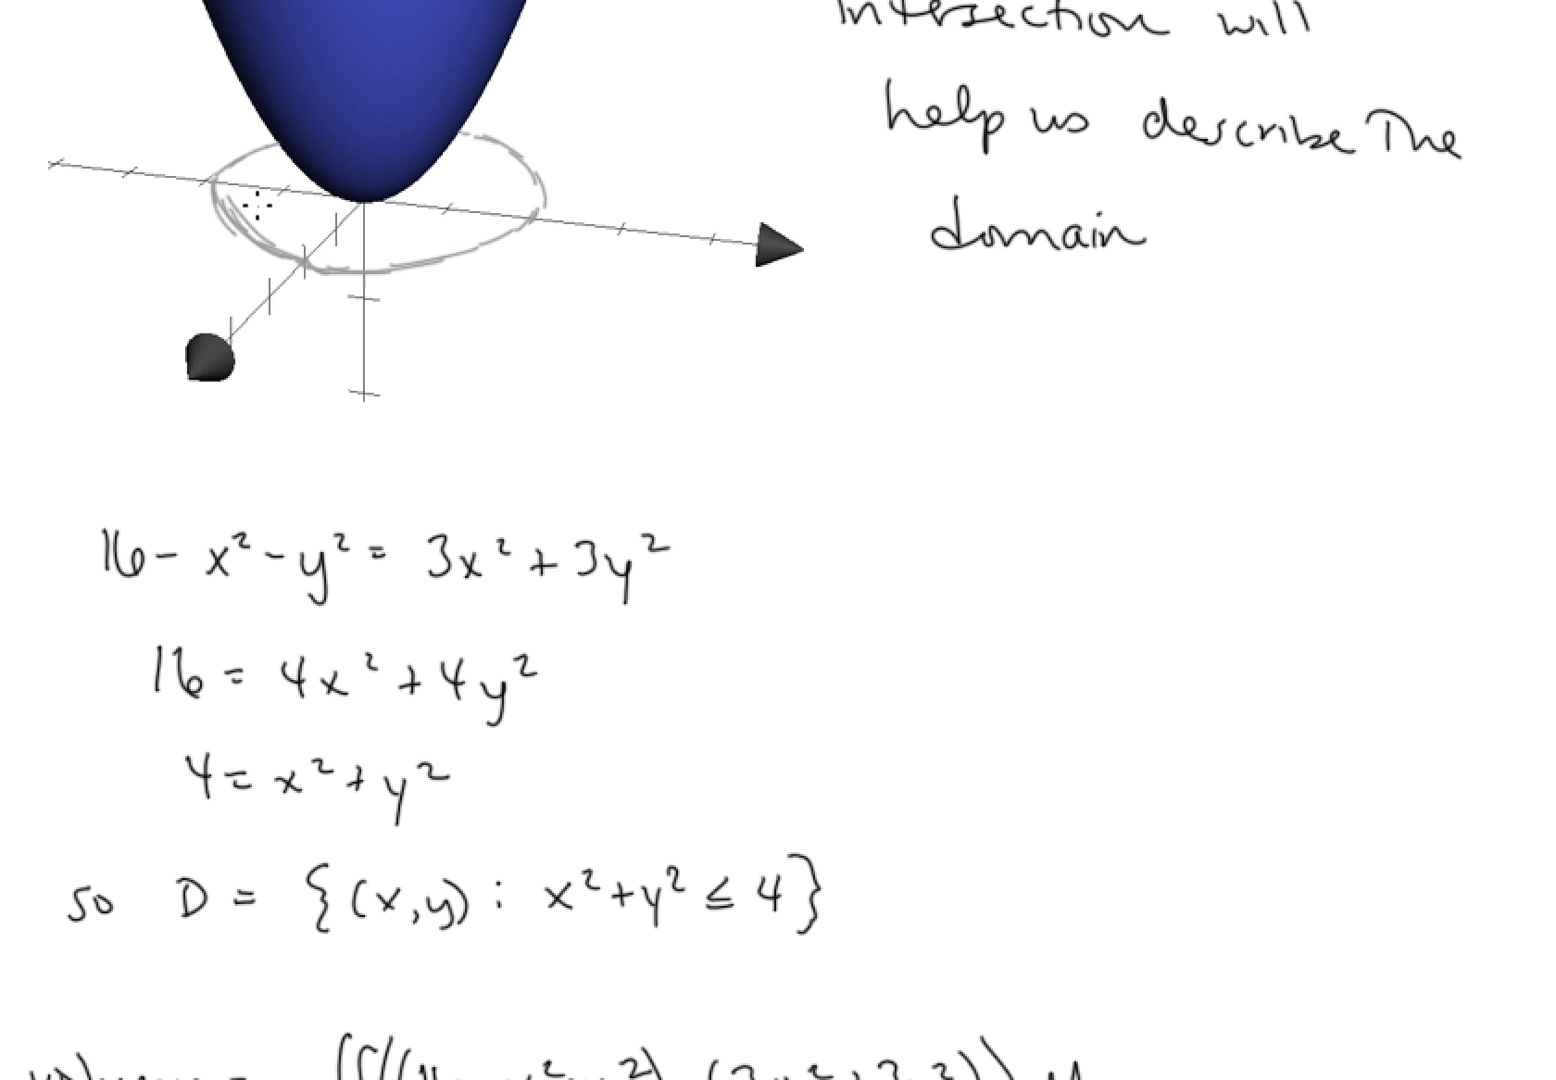 intersection will
help us describe The
domain
16 - x² - y² = 3x² + 3y²
16 = 4x² + 4y²
4 = x² + y²
so D = {(x,y) : x² + y² ≤ 4}